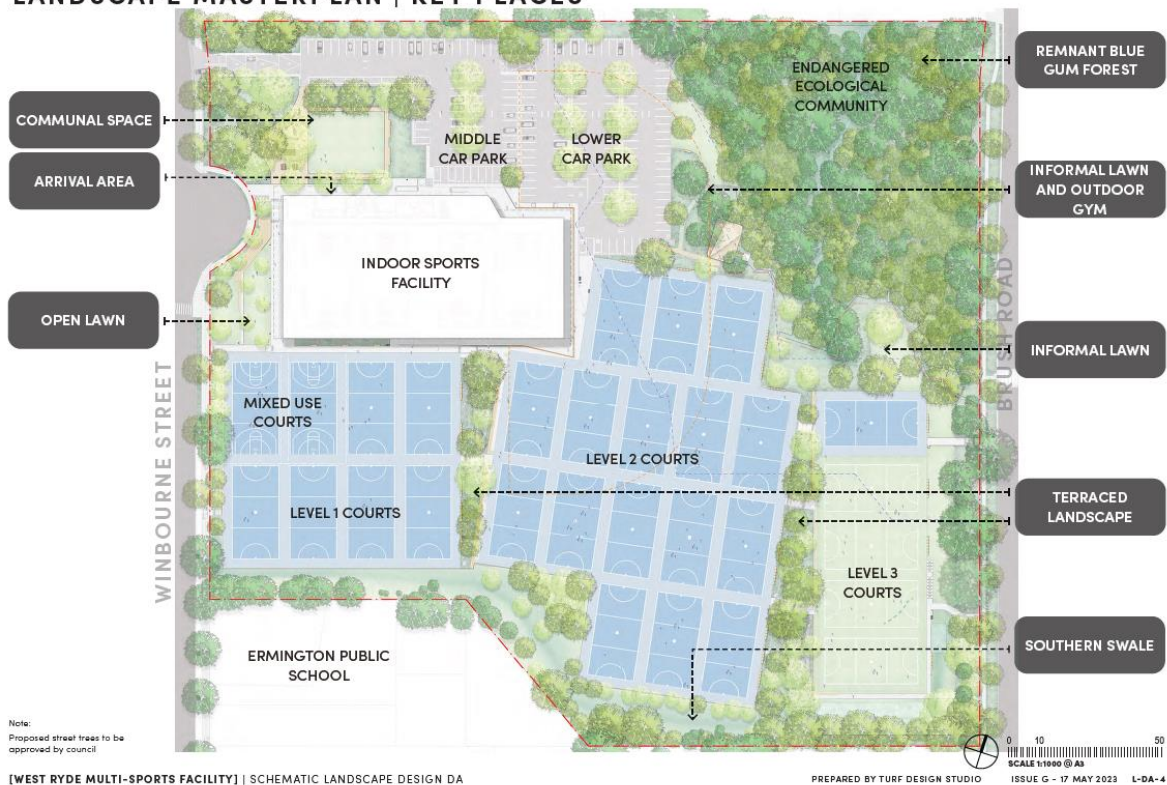 LANDSCAPE MASTERPLAN | KEY PLACES
COMMUNAL SPACE
ARRIVAL AREA
OPEN LAWN
WINBOURNE STREET
MIDDLE
CAR PARK
LOWER
CAR PARK
ENDANGERED
ECOLOGICAL
COMMUNITY
INDOOR SPORTS
FACILITY
MIXED USE
COURTS
LEVEL 1 COURTS
LEVEL 2 COURTS
LEVEL 3
COURTS
ERMINGTON PUBLIC
SCHOOL
BRUSH ROAD
REMNANT BLUE
GUM FOREST
INFORMAL LAWN
AND OUTDOOR
GYM
INFORMAL LAWN
TERRACED
LANDSCAPE
SOUTHERN SWALE
Note:
Proposed street trees to be
approved by council
0 10 50
SCALE 1:1000 @ A3
[WEST RYDE MULTI-SPORTS FACILITY] | SCHEMATIC LANDSCAPE DESIGN DA
PREPARED BY TURF DESIGN STUDIO ISSUE G - 17 MAY 2023 L-DA-4